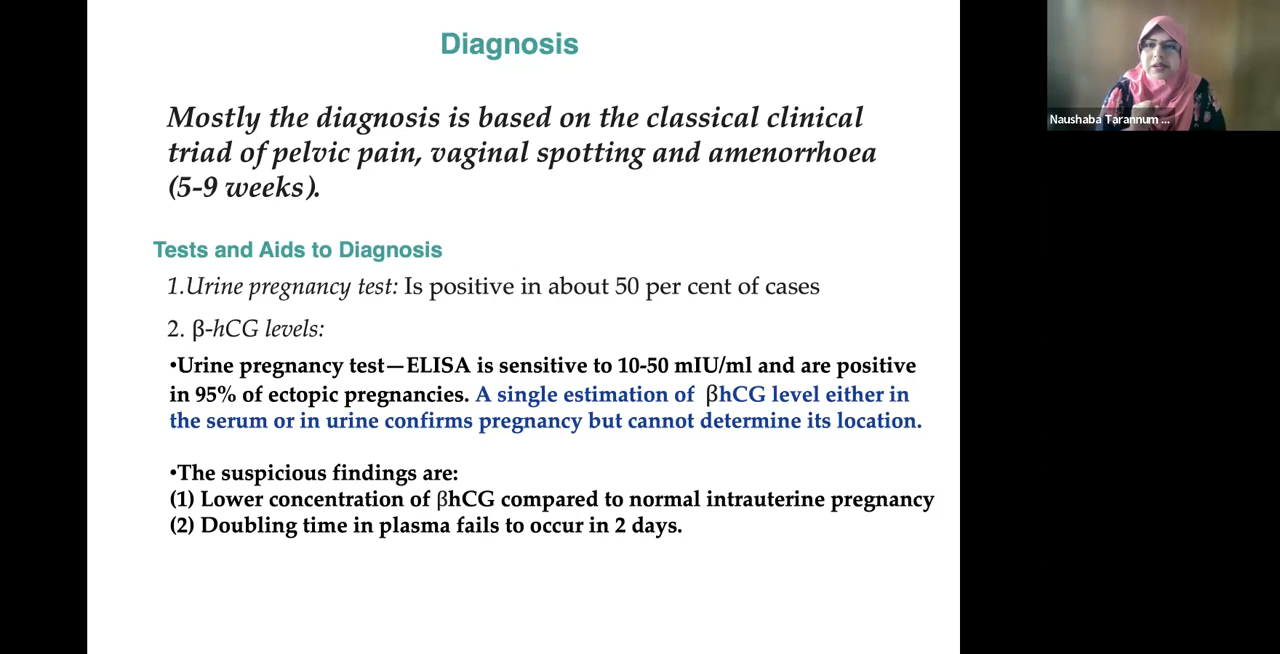 Diagnosis
Mostly the diagnosis is based on the classical clinical
triad of pelvic pain, vaginal spotting and amenorrhoea
(5-9 weeks).
Tests and Aids to Diagnosis
1.Urine pregnancy test: Is positive in about 50 per cent of cases
2. β-hCG levels:
•Urine pregnancy test—ELISA is sensitive to 10-50 mIU/ml and are positive
in 95% of ectopic pregnancies. A single estimation of βhCG level either in
the serum or in urine confirms pregnancy but cannot determine its location.
•The suspicious findings are:
(1) Lower concentration of βhCG compared to normal intrauterine pregnancy
(2) Doubling time in plasma fails to occur in 2 days.
Naushaba Tarannum ...